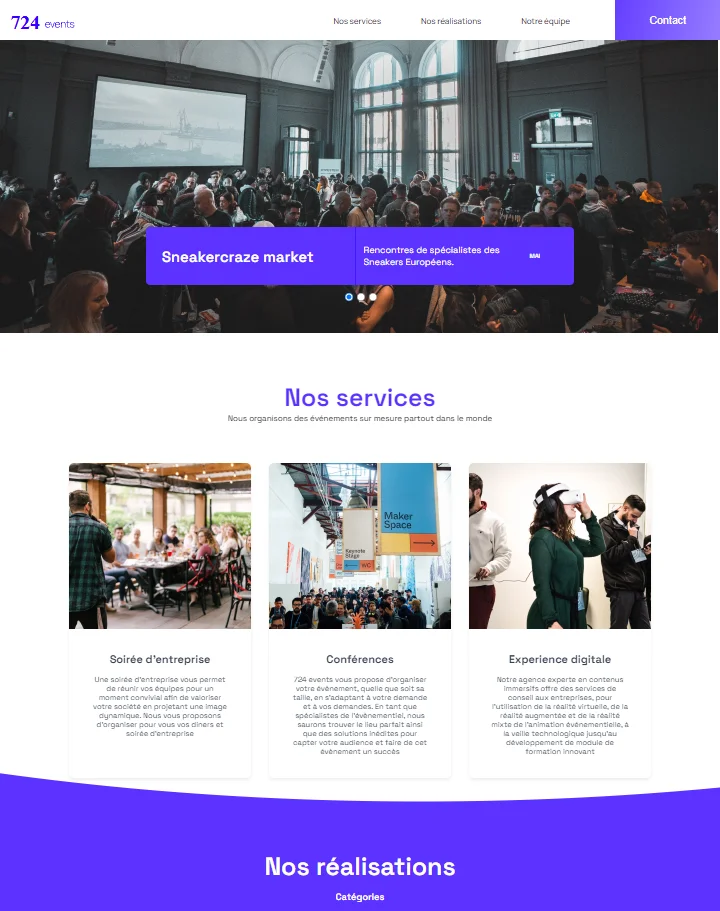 724 events
Nos services
Nos réalisations
Notre équipe
Contact
Sneakercraze market
Rencontres de spécialistes des
Sneakers Européens.
MAI
Nos services
Nous organisons des événements sur mesure partout dans le monde
Maker
Space
Keynote
Stage
WC
Soirée d'entreprise
Une soirée d'entreprise vous permet
de réunir vos équipes pour un
moment convivial afin de valoriser
votre société en projetant une image
dynamique. Nous vous proposons
d'organiser pour vous vos dîners et
soirée d'entreprise
Conférences
724 events vous propose d'organiser
votre évènement, quelle que soit sa
taille, en s'adaptant à votre demande
et à vos demandes. En tant que
spécialistes de l'évènementiel, nous
saurons trouver le lieu parfait ainsi
que des solutions inédites pour
capter votre audience et faire de cet
évènement un succès
Experience digitale
Notre agence experte en contenus
immersifs offre des services de
conseil aux entreprises, pour
l'utilisation de la réalité virtuelle, de la
réalité augmentée et de la réalité
mixte de l'animation événementielle, à
la veille technologique jusqu'au
développement de module de
formation innovant
Nos réalisations
Catégories